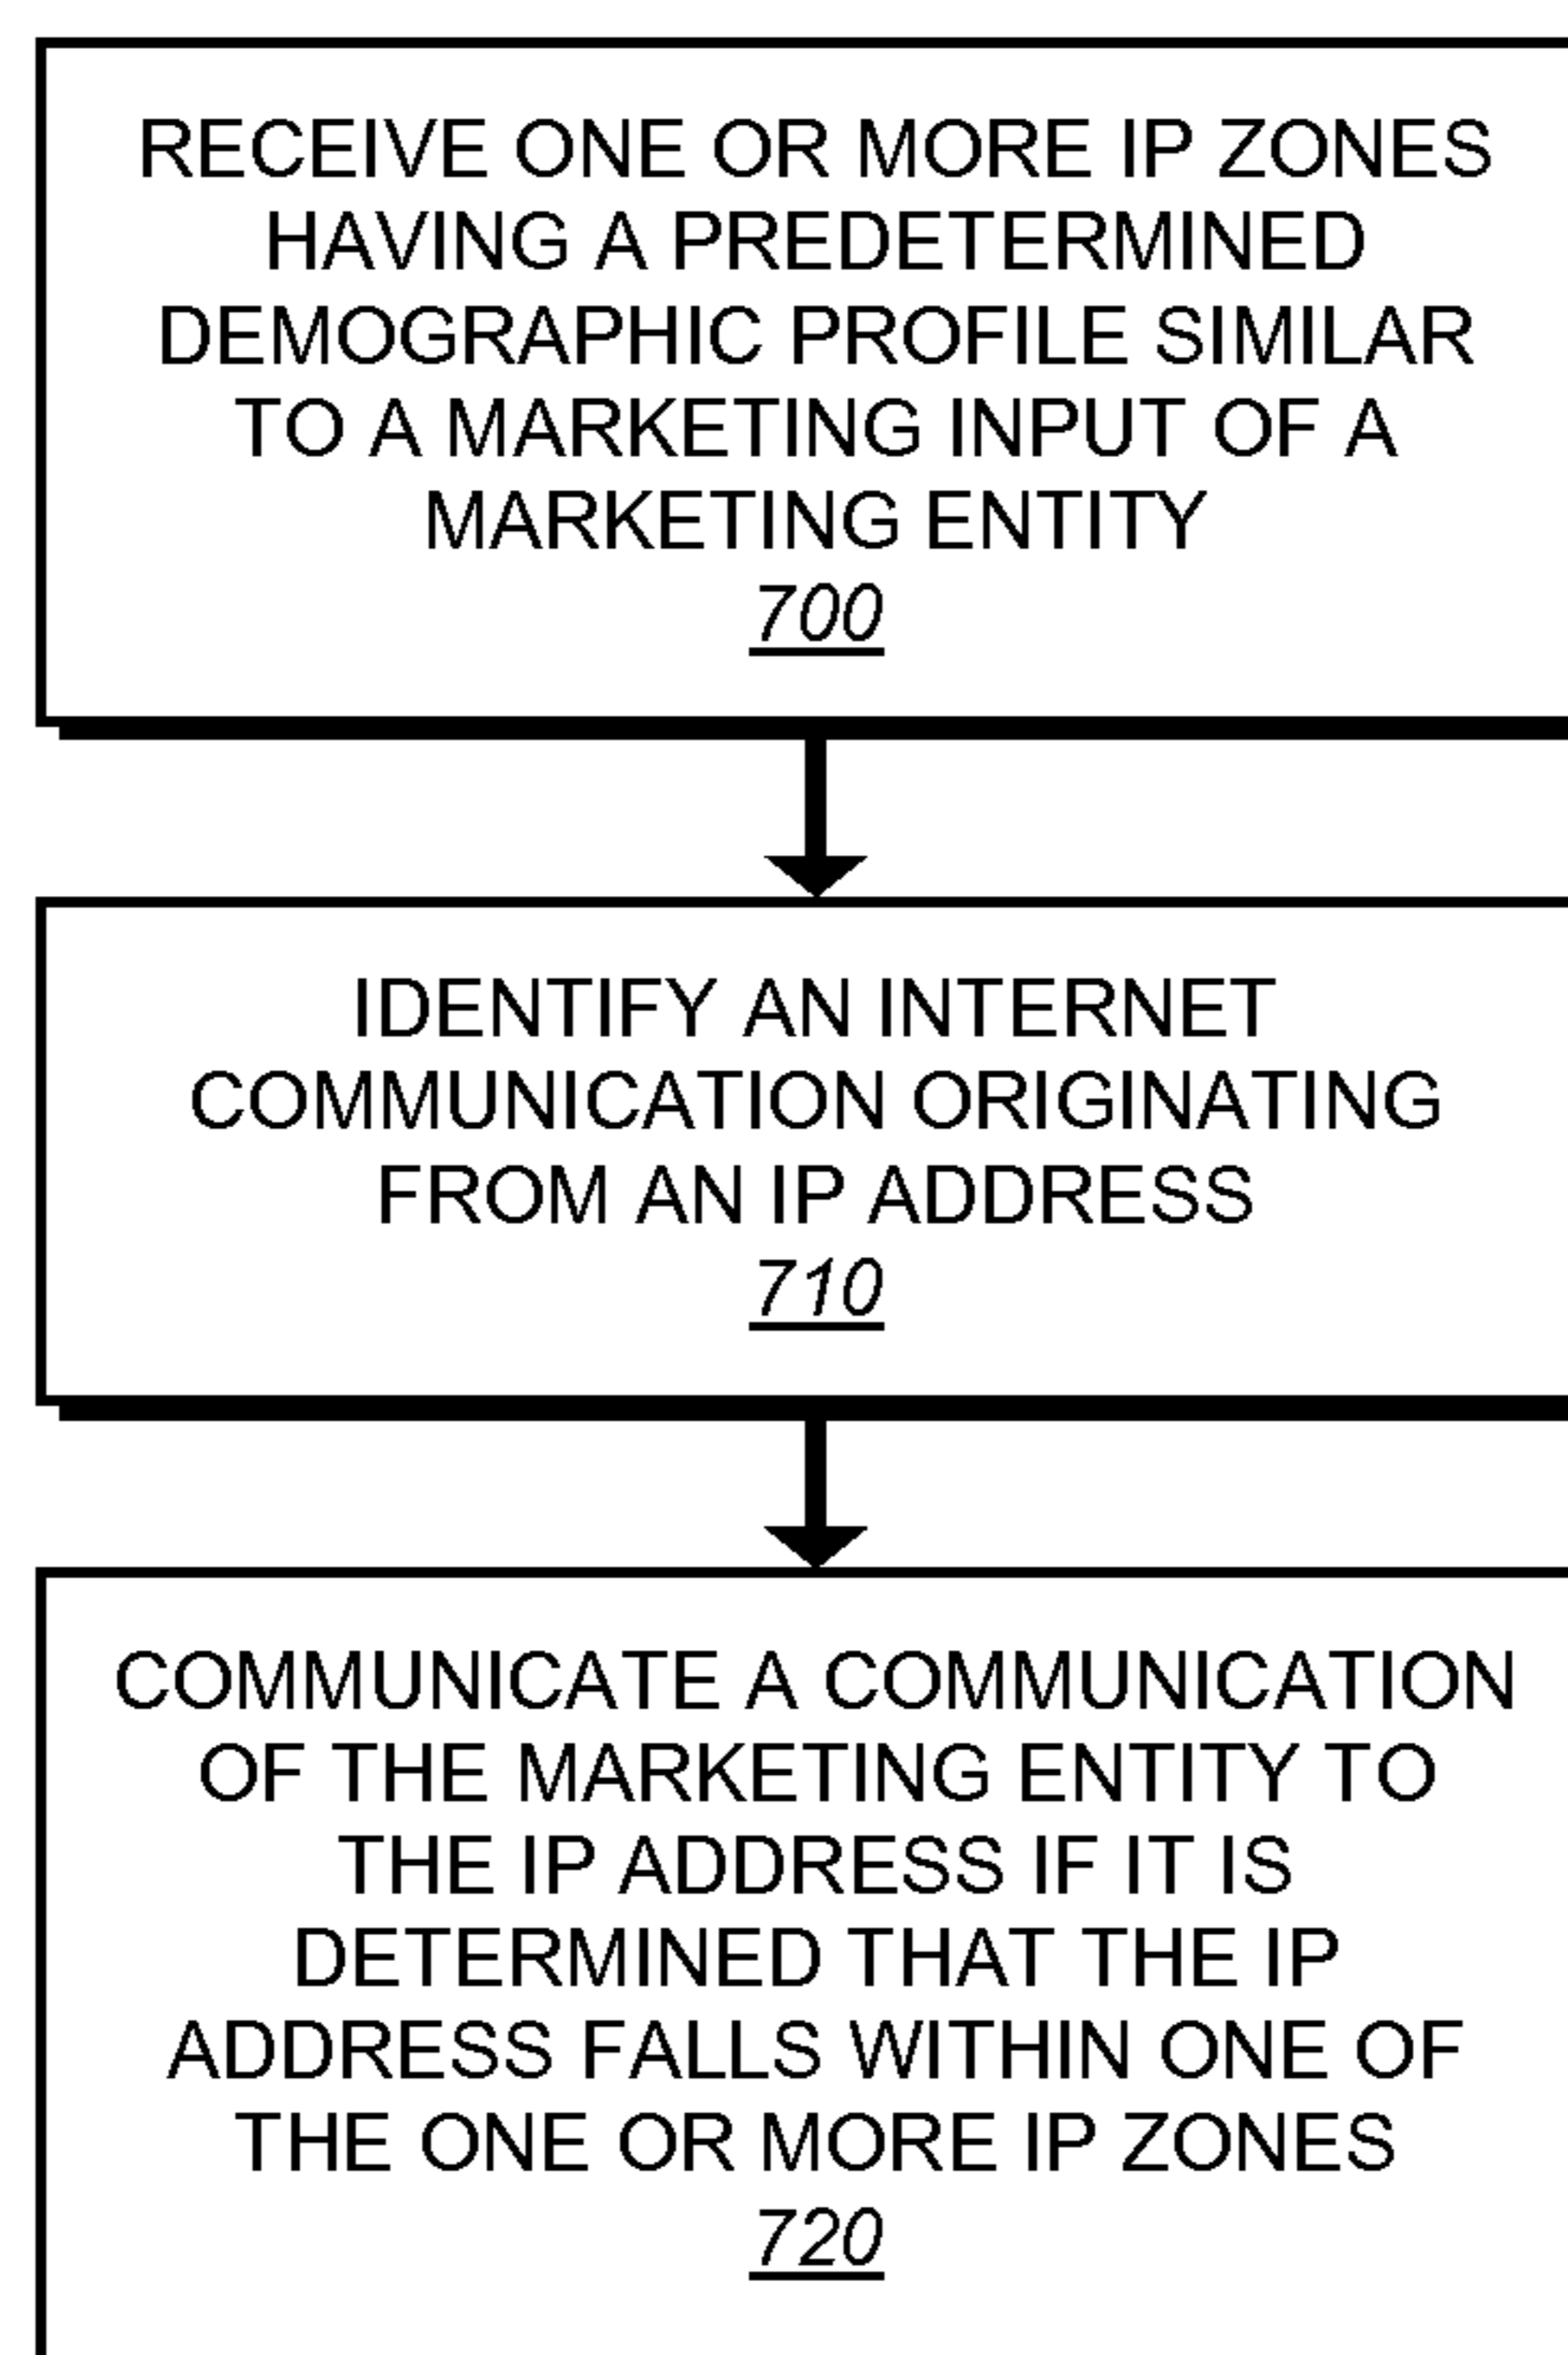 RECEIVE ONE OR MORE IP ZONES
HAVING A PREDETERMINED
DEMOGRAPHIC PROFILE SIMILAR
TO A MARKETING INPUT OF A
MARKETING ENTITY
700
IDENTIFY AN INTERNET
COMMUNICATION ORIGINATING
FROM AN IP ADDRESS
710
COMMUNICATE A COMMUNICATION
OF THE MARKETING ENTITY TO
THE IP ADDRESS IF IT IS
DETERMINED THAT THE IP
ADDRESS FALLS WITHIN ONE OF
THE ONE OR MORE IP ZONES
720